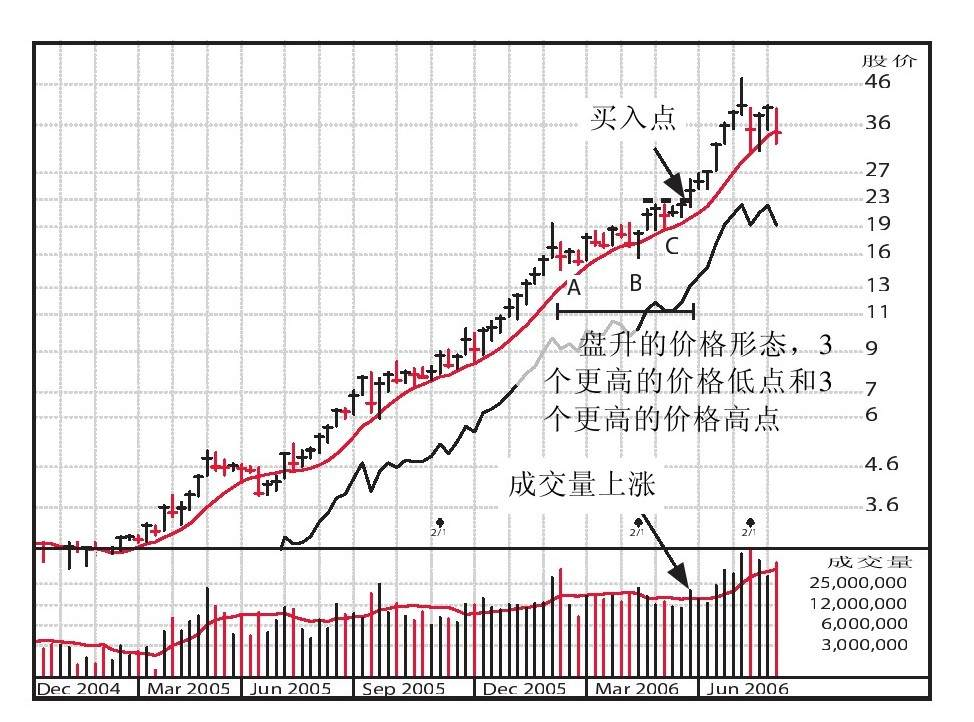 股价
46
买入点
36
27
23
19
C
16
A
B
13
11
盘升的价格形态，3
9
个更高的价格低点和3
7
个更高的价格高点
6
4.6
成交量上涨
3.6
2/1
2/1
2/1
成交量
25,000,000
12,000,000
6,000,000
3,000,000
Dec 2004
Mar 2005
Jun 2005
Sep 2005
Dec 2005
Mar 2006
Jun 2006